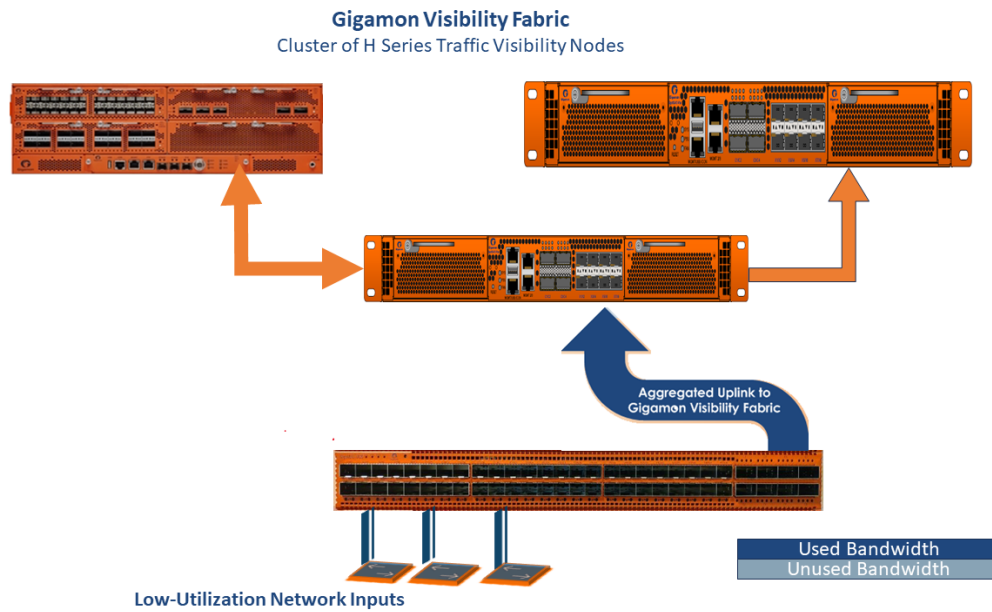 Gigamon Visibility Fabric
Cluster of H Series Traffic Visibility Nodes
Aggregated Uplink to
Gigamon Visibility Fabric
Used Bandwidth
Unused Bandwidth
Low-Utilization Network Inputs